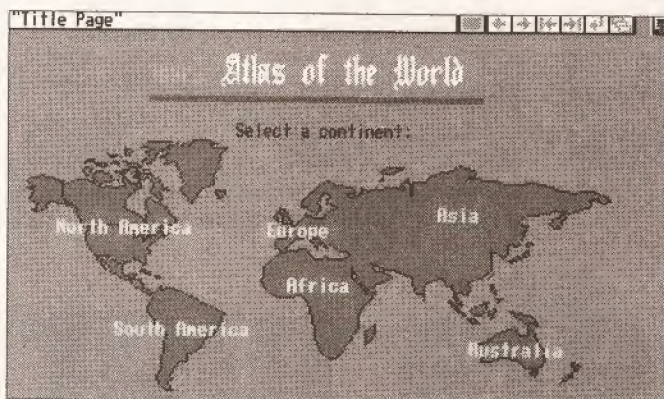 "Title Page"
Atlas of the World
Select a continent:
North America
Europe
Asia
Africa
South America
Australia